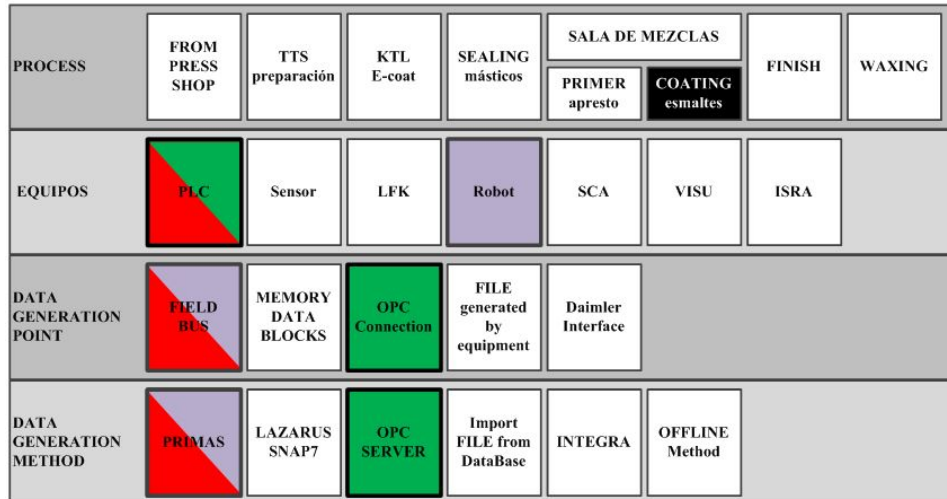 PROCESS
FROM
PRESS
SHOP
TTS
preparación
KTL
E-coat
SEALING
másticos
SALA DE MEZCLAS
PRIMER
apresto
COATING
esmaltes
FINISH
WAXING
EQUIPOS
PLC
Sensor
LFK
Robot
SCA
VISU
ISRA
DATA
GENERATION
POINT
FIELD
BUS
MEMORY
DATA
BLOCKS
OPC
Connection
FILE
generated
by
equipment
Daimler
Interface
DATA
GENERATION
METHOD
PRIMAS
LAZARUS
SNAP7
OPC
SERVER
Import
FILE from
DataBase
INTEGRA
OFFLINE
Method